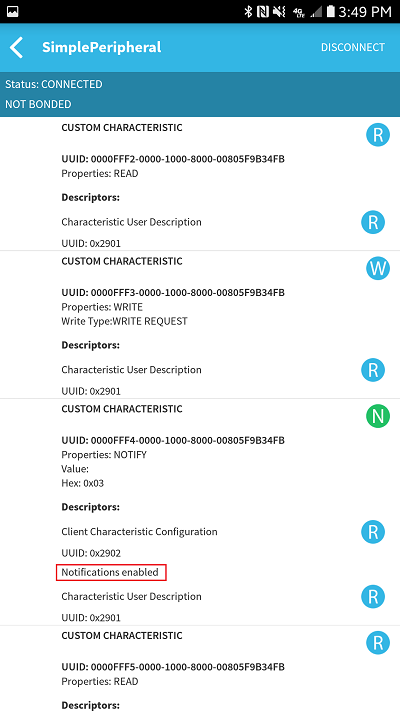 4G LTE 3:49 PM
SimplePeripheral DISCONNECT
Status: CONNECTED
NOT BONDED
CUSTOM CHARACTERISTIC R
UUID: 0000FFF2-0000-1000-8000-00805F9B34FB
Properties: READ
Descriptors:
Characteristic User Description R
UUID: 0x2901
CUSTOM CHARACTERISTIC W
UUID: 0000FFF3-0000-1000-8000-00805F9B34FB
Properties: WRITE
Write Type:WRITE REQUEST
Descriptors:
Characteristic User Description R
UUID: 0x2901
CUSTOM CHARACTERISTIC N
UUID: 0000FFF4-0000-1000-8000-00805F9B34FB
Properties: NOTIFY
Value:
Hex: 0x03
Descriptors:
Client Characteristic Configuration R
UUID: 0x2902
Notifications enabled
Characteristic User Description R
UUID: 0x2901
CUSTOM CHARACTERISTIC R
UUID: 0000FFF5-0000-1000-8000-00805F9B34FB
Properties: READ
Descriptors: